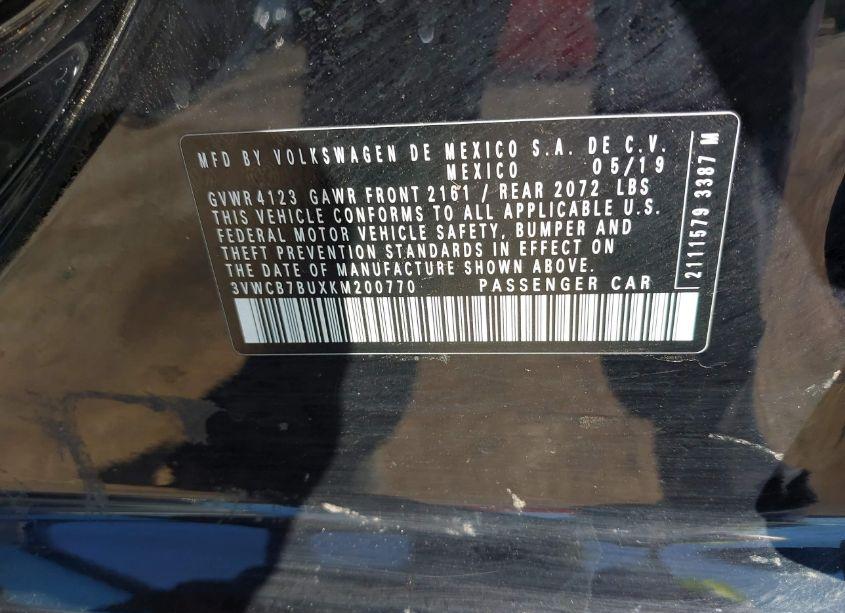 MFD BY VOLKSWAGEN DE MEXICO S.A. DE C.V.
MEXICO 05/19
GVWR 4123 GAWR FRONT 2161 / REAR 2072 LBS
THIS VEHICLE CONFORMS TO ALL APPLICABLE U.S.
FEDERAL MOTOR VEHICLE SAFETY, BUMPER AND
THEFT PREVENTION STANDARDS IN EFFECT ON
THE DATE OF MANUFACTURE SHOWN ABOVE.
3VWCB7BUXKM200770 PASSENGER CAR
2111579 3387 M